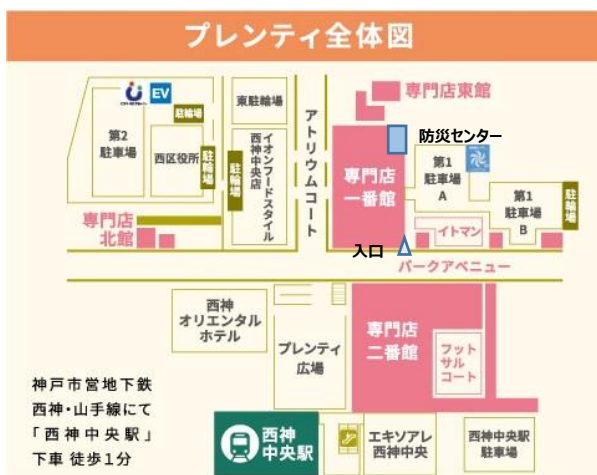 プレンティ全体図
EV
駐輪場
第2
駐車場
西区役所
駐輪場
東駐輪場
イオンフードスタイル
西神中央店
駐輪場
アトリウムコート
専門店東館
防災センター
専門店
一番館
第1
駐車場
A
第1
駐車場
B
駐輪場
イトマン
専門店
北館
入口
パークアベニュー
西神
オリエンタル
ホテル
プレンティ
広場
専門店
二番館
フット
サル
コート
神戸市営地下鉄
西神・山手線にて
「西神中央駅」
下車 徒歩1分
西神
中央駅
エキソアレ
西神中央
西神中央駅
駐車場